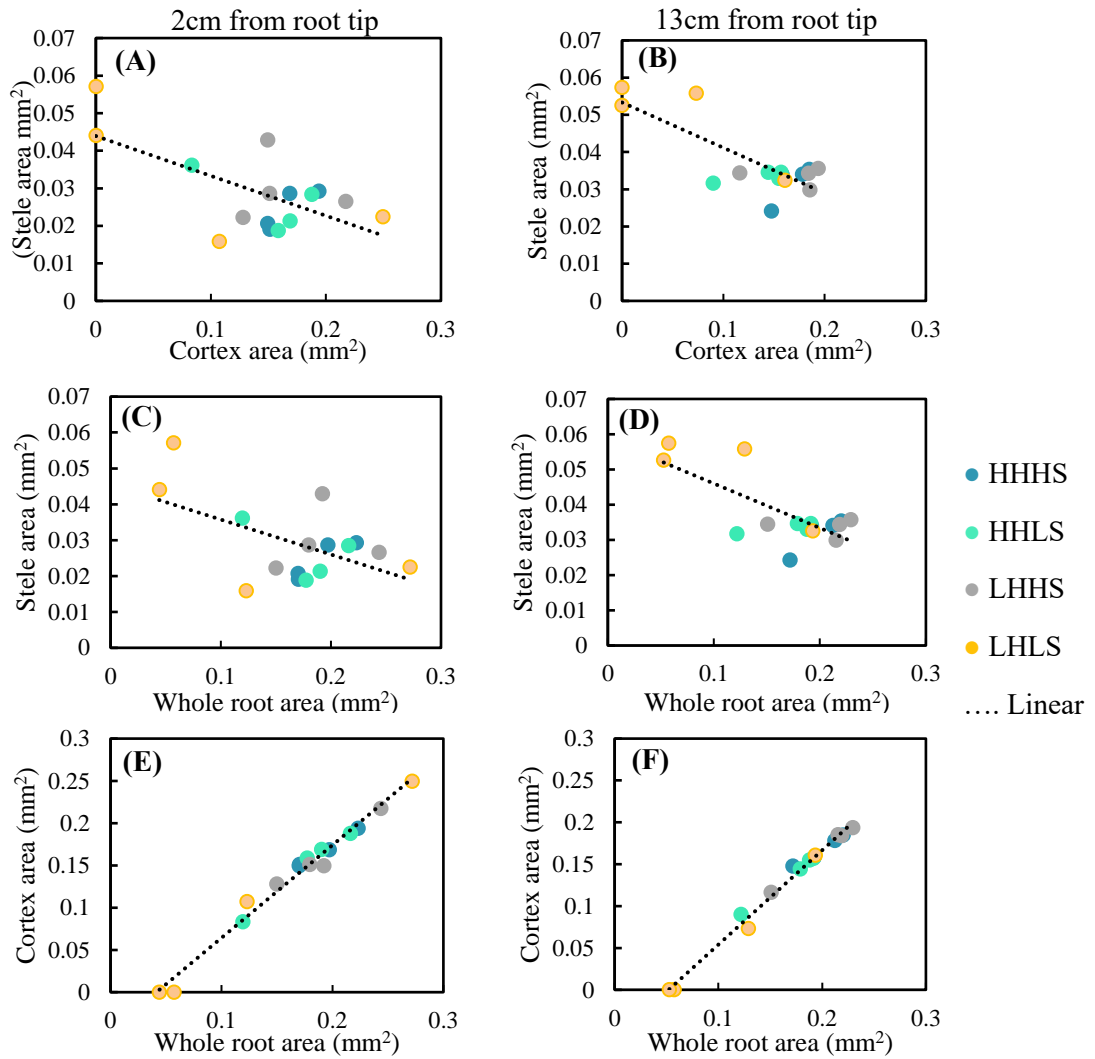 2cm from root tip
13cm from root tip
(A)
(Stele area mm²)
0.07
0.06
0.05
0.04
0.03
0.02
0.01
0
0
0.1
0.2
0.3
Cortex area (mm²)
(B)
Stele area (mm²)
0.07
0.06
0.05
0.04
0.03
0.02
0.01
0
0
0.1
0.2
0.3
Cortex area (mm²)
(C)
Stele area (mm²)
0.07
0.06
0.05
0.04
0.03
0.02
0.01
0
0
0.1
0.2
0.3
Whole root area (mm²)
(D)
Stele area (mm²)
0.07
0.06
0.05
0.04
0.03
0.02
0.01
0
0
0.1
0.2
0.3
Whole root area (mm²)
HHHS
HHLS
LHHS
LHLS
.... Linear
(E)
Cortex area (mm²)
0.3
0.25
0.2
0.15
0.1
0.05
0
0
0.1
0.2
0.3
Whole root area (mm²)
(F)
Cortex area (mm²)
0.3
0.25
0.2
0.15
0.1
0.05
0
0
0.1
0.2
0.3
Whole root area (mm²)